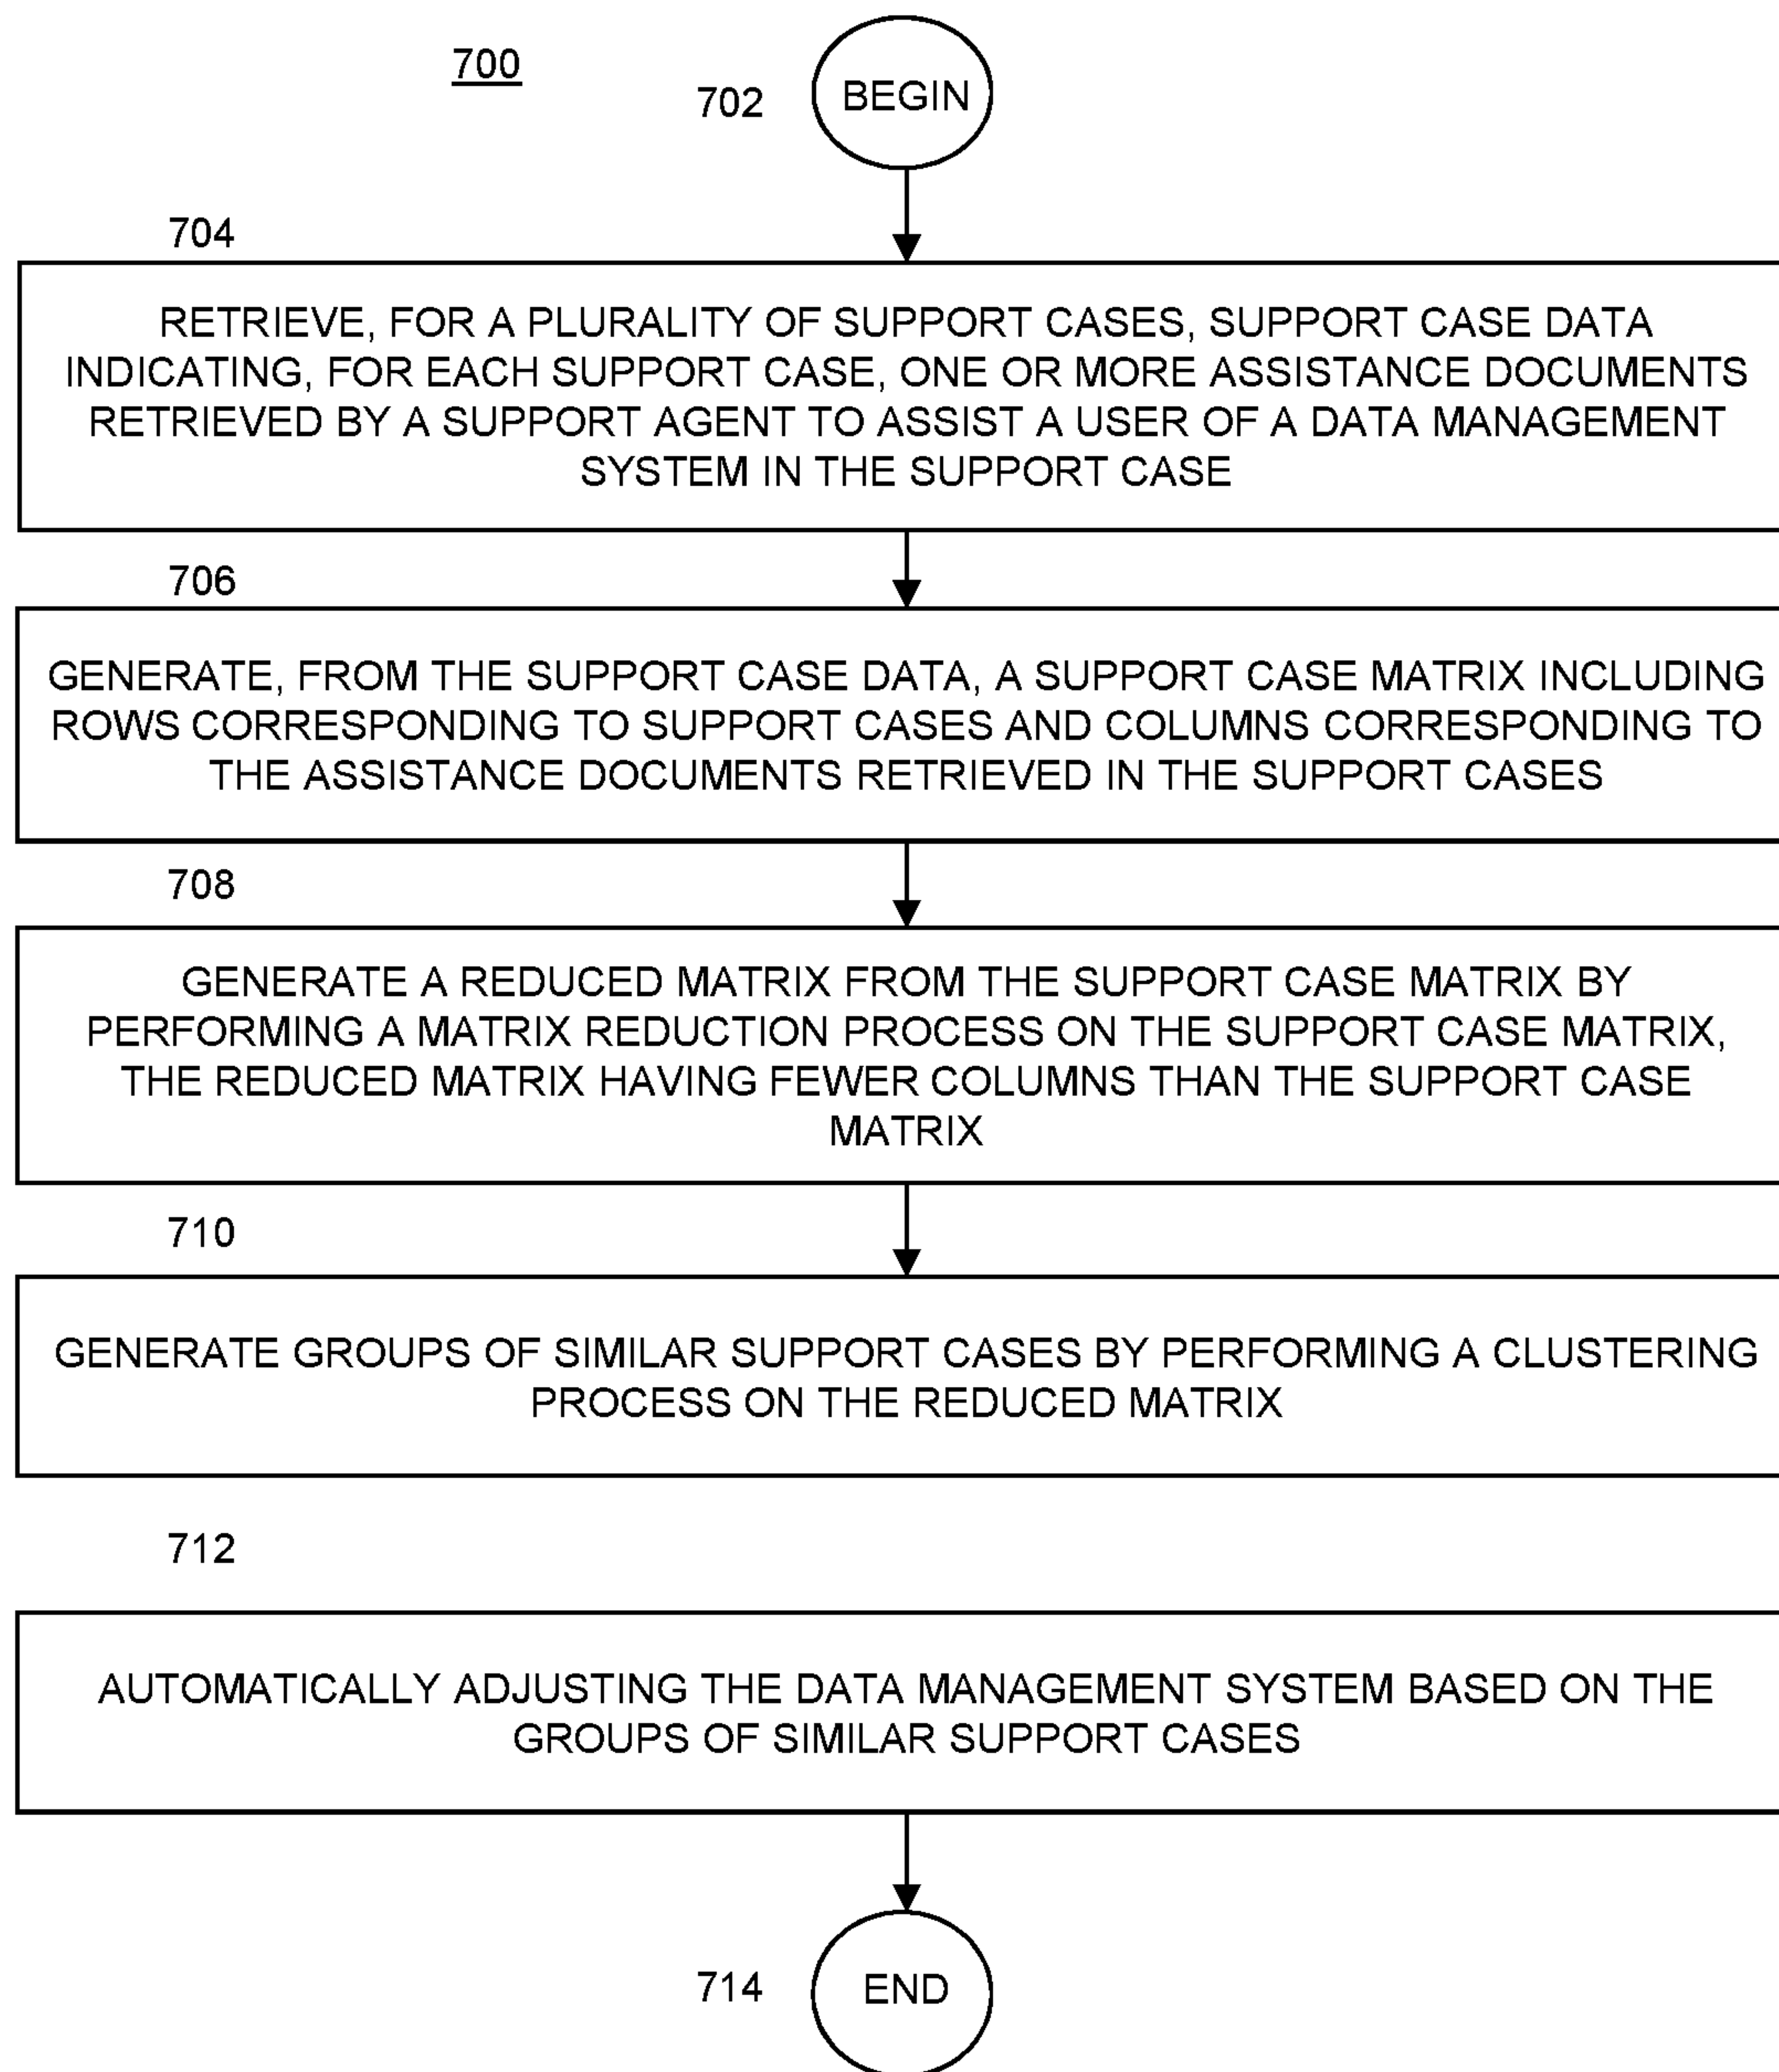 700
702
BEGIN
704
RETRIEVE, FOR A PLURALITY OF SUPPORT CASES, SUPPORT CASE DATA
INDICATING, FOR EACH SUPPORT CASE, ONE OR MORE ASSISTANCE DOCUMENTS
RETRIEVED BY A SUPPORT AGENT TO ASSIST A USER OF A DATA MANAGEMENT
SYSTEM IN THE SUPPORT CASE
706
GENERATE, FROM THE SUPPORT CASE DATA, A SUPPORT CASE MATRIX INCLUDING
ROWS CORRESPONDING TO SUPPORT CASES AND COLUMNS CORRESPONDING TO
THE ASSISTANCE DOCUMENTS RETRIEVED IN THE SUPPORT CASES
708
GENERATE A REDUCED MATRIX FROM THE SUPPORT CASE MATRIX BY
PERFORMING A MATRIX REDUCTION PROCESS ON THE SUPPORT CASE MATRIX,
THE REDUCED MATRIX HAVING FEWER COLUMNS THAN THE SUPPORT CASE
MATRIX
710
GENERATE GROUPS OF SIMILAR SUPPORT CASES BY PERFORMING A CLUSTERING
PROCESS ON THE REDUCED MATRIX
712
AUTOMATICALLY ADJUSTING THE DATA MANAGEMENT SYSTEM BASED ON THE
GROUPS OF SIMILAR SUPPORT CASES
714
END